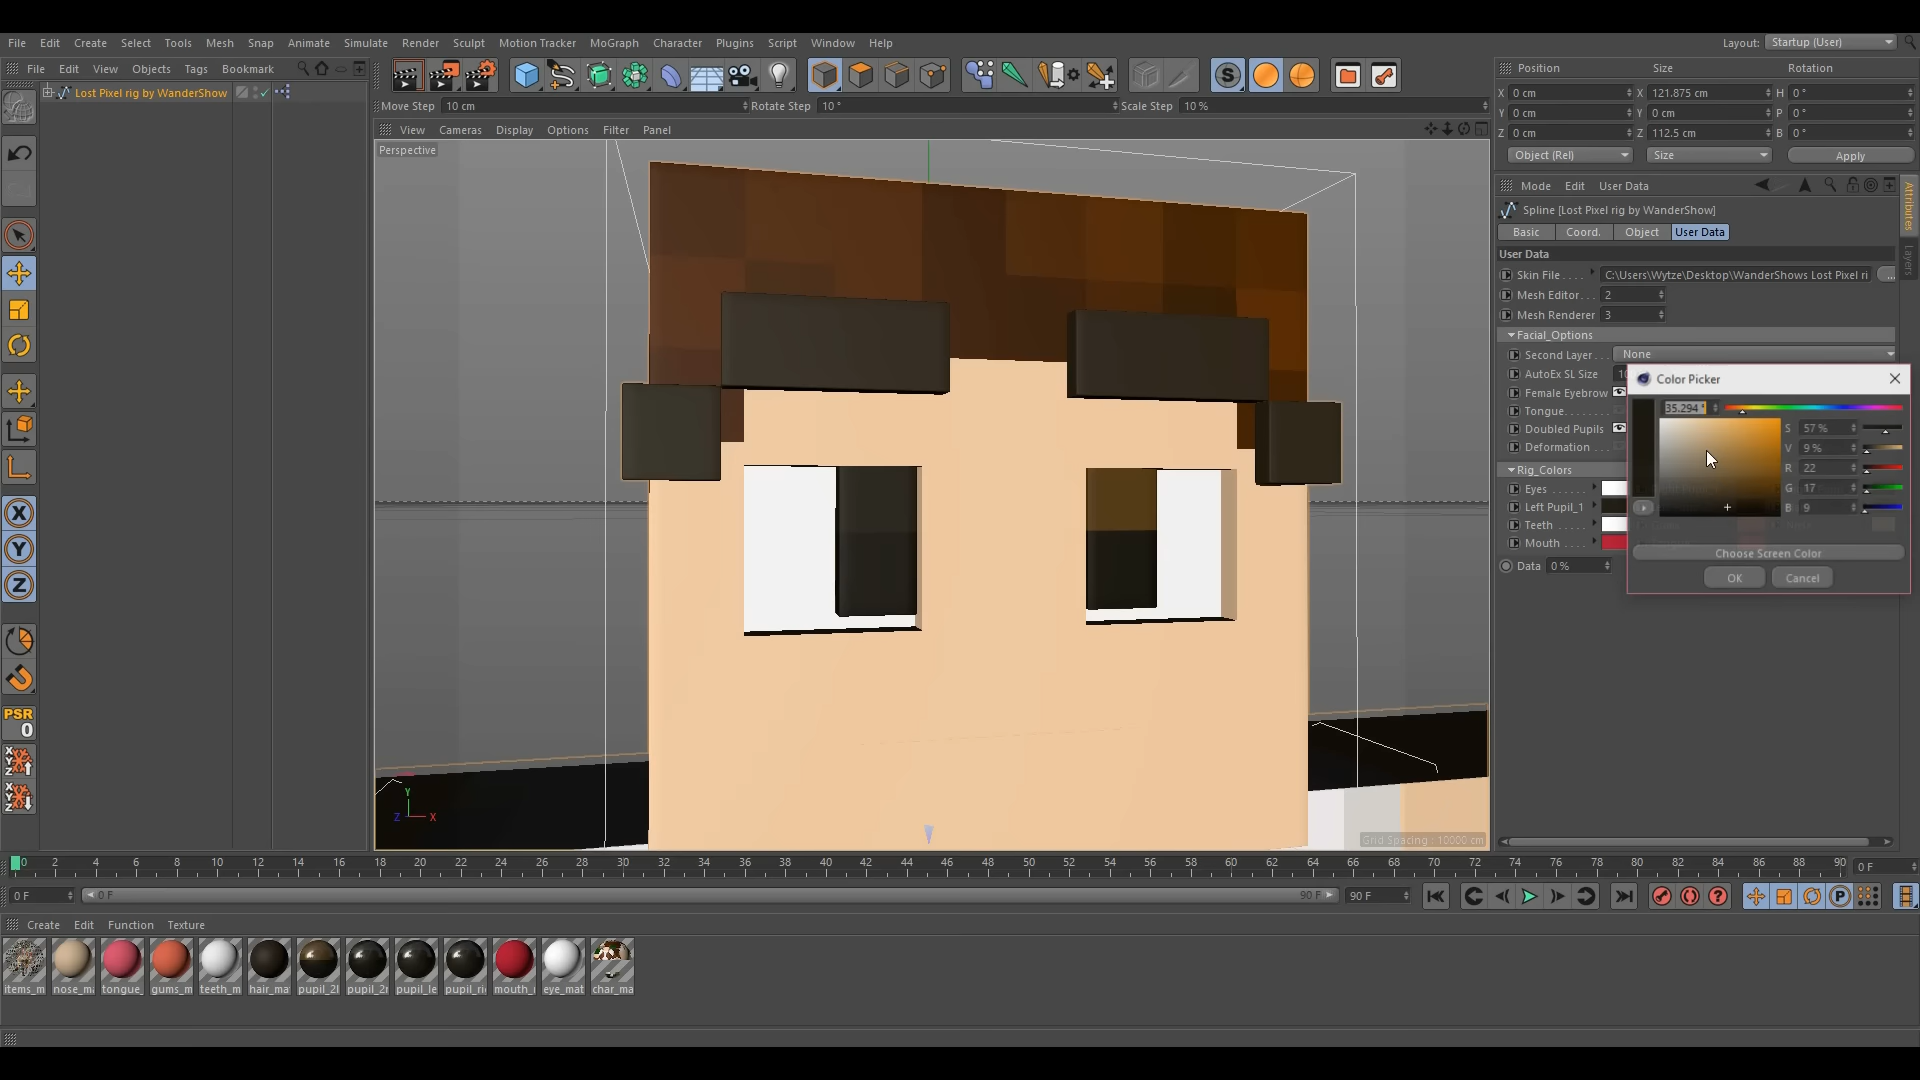 File Edit Create Select Tools Mesh Snap Animate Simulate Render Sculpt Motion Tracker MoGraph Character Plugins Script Window Help
Layout: Startup (User)
File Edit View Objects Tags Bookmark
Lost Pixel rig by WanderShow
Move Step 10 cm Rotate Step 10 ° Scale Step 10 %
View Cameras Display Options Filter Panel
Perspective
Grid Spacing : 10000 cm
Y
Z X
X
Y
Z
PSR
0
X
Y
Z
X
Y
Z
Position Size Rotation
X 0 cm X 121.875 cm H 0 °
Y 0 cm Y 0 cm P 0 °
Z 0 cm Z 112.5 cm B 0 °
Object (Rel) Size Apply
Mode Edit User Data
Spline [Lost Pixel rig by WanderShow]
Basic Coord. Object User Data
User Data
Skin File . . . . C:\Users\Wytze\Desktop\WanderShows Lost Pixel ri ...
Mesh Editor . . . 2
Mesh Renderer 3
Facial_Options
Second Layer . . . None
AutoEx SL Size
Female Eyebrow
Tongue. . . .
Doubled Pupils
Deformation
Rig_Colors
Eyes . . . . .
Left Pupil_1
Teeth . . . . .
Mouth . . . .
Data 0 %
Color Picker
35.294 °
S 57 %
V 9 %
R 22
G 17
B 9
Choose Screen Color
OK Cancel
Attributes
Layers
0 2 4 6 8 10 12 14 16 18 20 22 24 26 28 30 32 34 36 38 40 42 44 46 48 50 52 54 56 58 60 62 64 66 68 70 72 74 76 78 80 82 84 86 88 90 0 F
0 F 0 F 90 F 90 F
Create Edit Function Texture
items_m nose_m tongue_ gums_m teeth_m hair_ma pupil_2l pupil_2r pupil_le pupil_ri mouth_ eye_mat char_ma